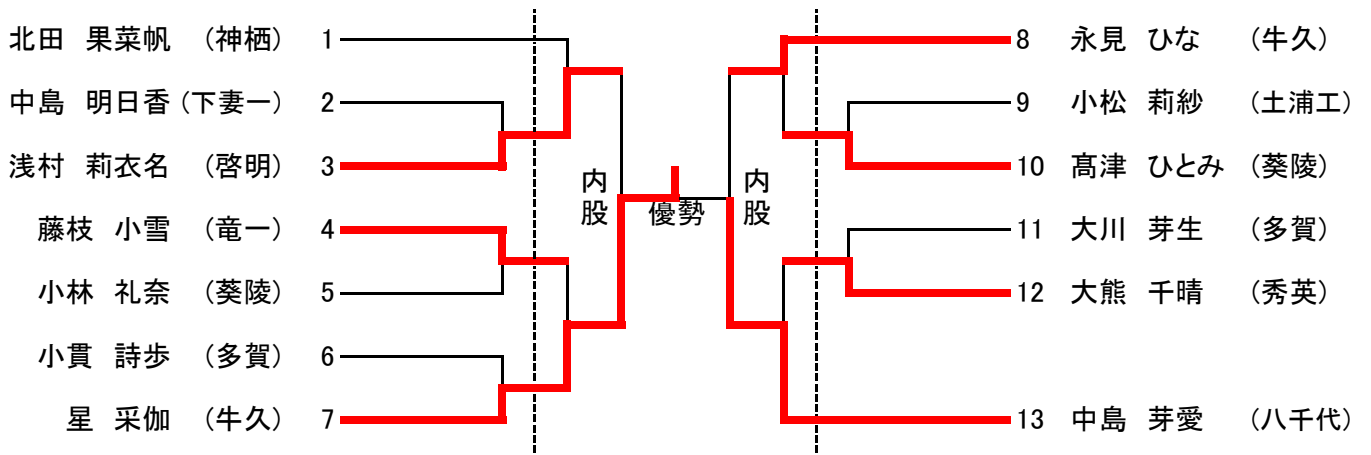 北田 果菜帆 (神栖) 1
中島 明日香 (下妻一) 2
浅村 莉衣名 (啓明) 3
藤枝 小雪 (竜一) 4
小林 礼奈 (葵陵) 5
小貫 詩歩 (多賀) 6
星 采伽 (牛久) 7
内股
優勢
内股
8 永見 ひな (牛久)
9 小松 莉紗 (土浦工)
10 髙津 ひとみ (葵陵)
11 大川 芽生 (多賀)
12 大熊 千晴 (秀英)
13 中島 芽愛 (八千代)